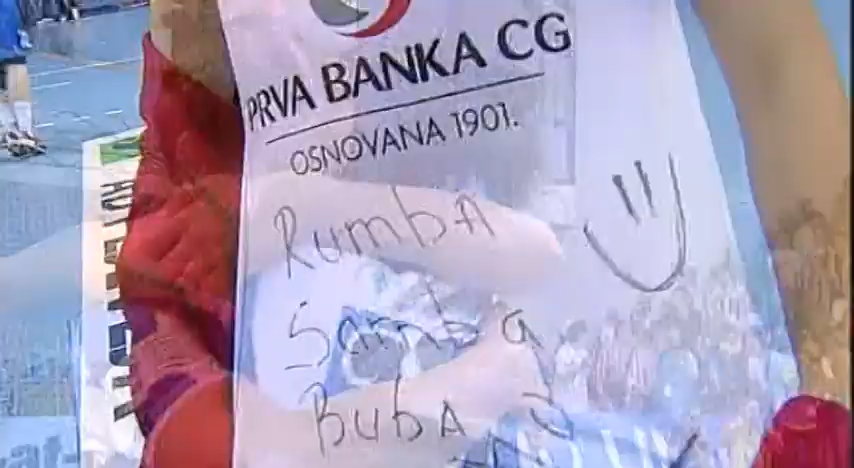 PRVA BANKA CG
OSNOVANA 1901.
RumbA
Samba
BubA